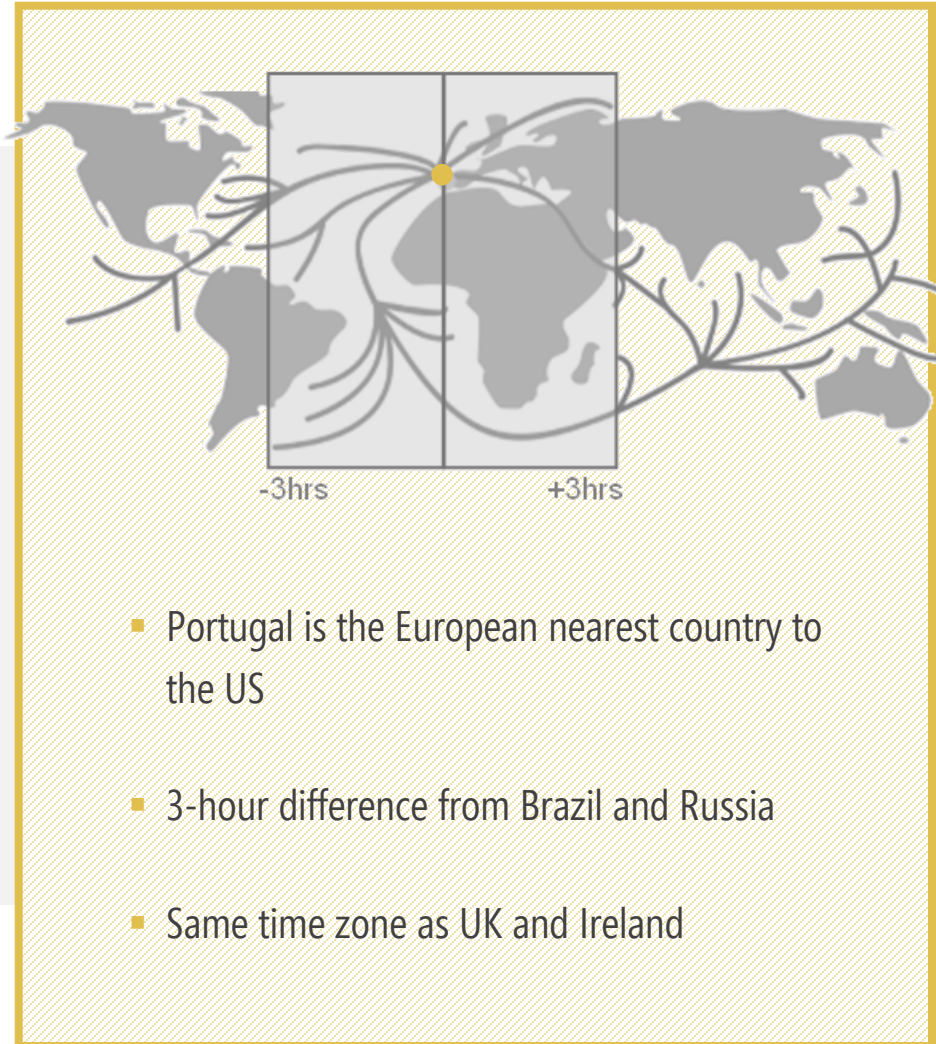 -3hrs +3hrs
▪ Portugal is the European nearest country to
the US
▪ 3-hour difference from Brazil and Russia
▪ Same time zone as UK and Ireland